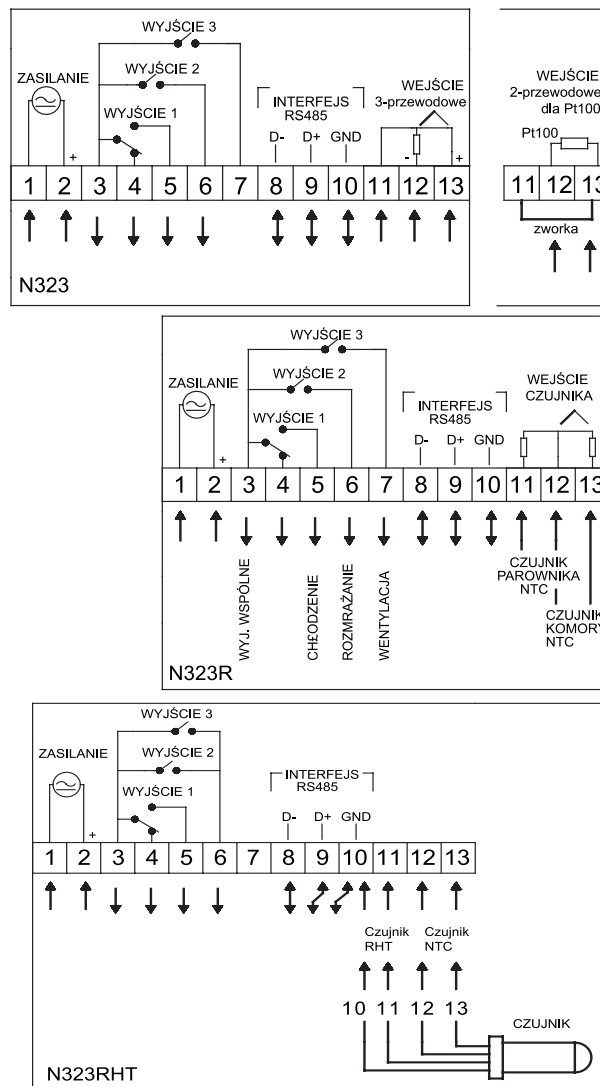 WYJŚCIE 3
ZASILANIE
WYJŚCIE 2
WYJŚCIE 1
INTERFEJS
RS485
WEJŚCIE
3-przewodowe
D- D+ GND
+ - +
1 2 3 4 5 6 7 8 9 10 11 12 13
N323
WEJŚCIE
2-przewodowe
dla Pt100
Pt100
11 12 13
zworka
WYJŚCIE 3
ZASILANIE
WYJŚCIE 2
WYJŚCIE 1
INTERFEJS
RS485
WEJŚCIE
CZUJNIKA
D- D+ GND
+
1 2 3 4 5 6 7 8 9 10 11 12 13
WYJ. WSPÓLNE
CHŁODZENIE
ROZMRAŻANIE
WENTYLACJA
CZUJNIK
PAROWNIKA
NTC
CZUJNIK
KOMORY
NTC
N323R
WYJŚCIE 3
ZASILANIE
WYJŚCIE 2
WYJŚCIE 1
INTERFEJS
RS485
D- D+ GND
+
1 2 3 4 5 6 7 8 9 10 11 12 13
Czujnik
RHT
Czujnik
NTC
10 11 12 13
CZUJNIK
N323RHT